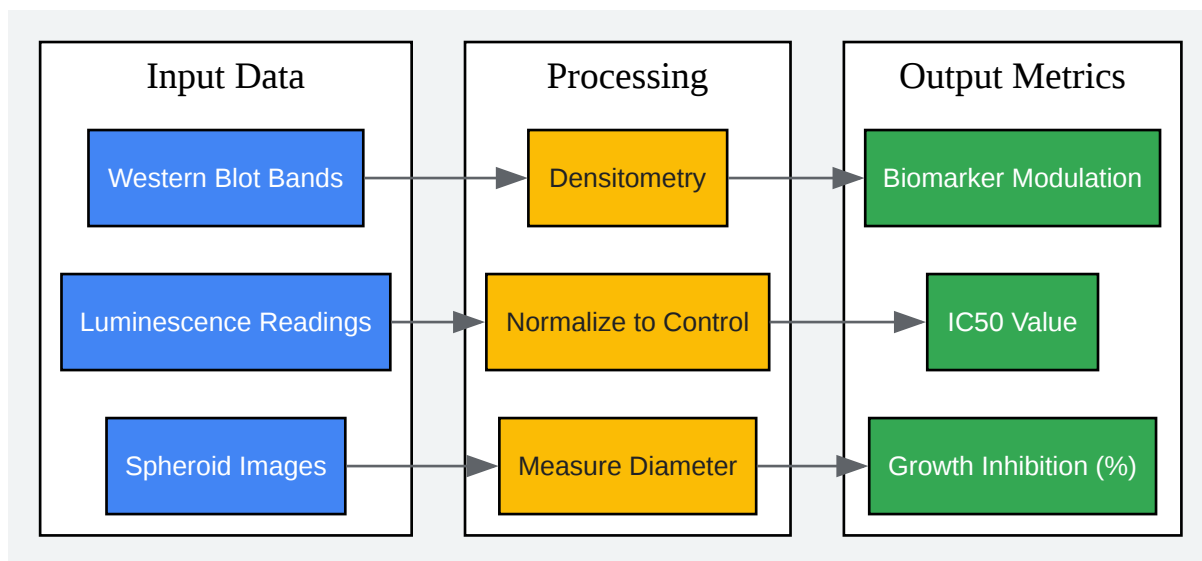 Input Data
Western Blot Bands
Luminescence Readings
Spheroid Images
Processing
Densitometry
Normalize to Control
Measure Diameter
Output Metrics
Biomarker Modulation
IC50 Value
Growth Inhibition (%)